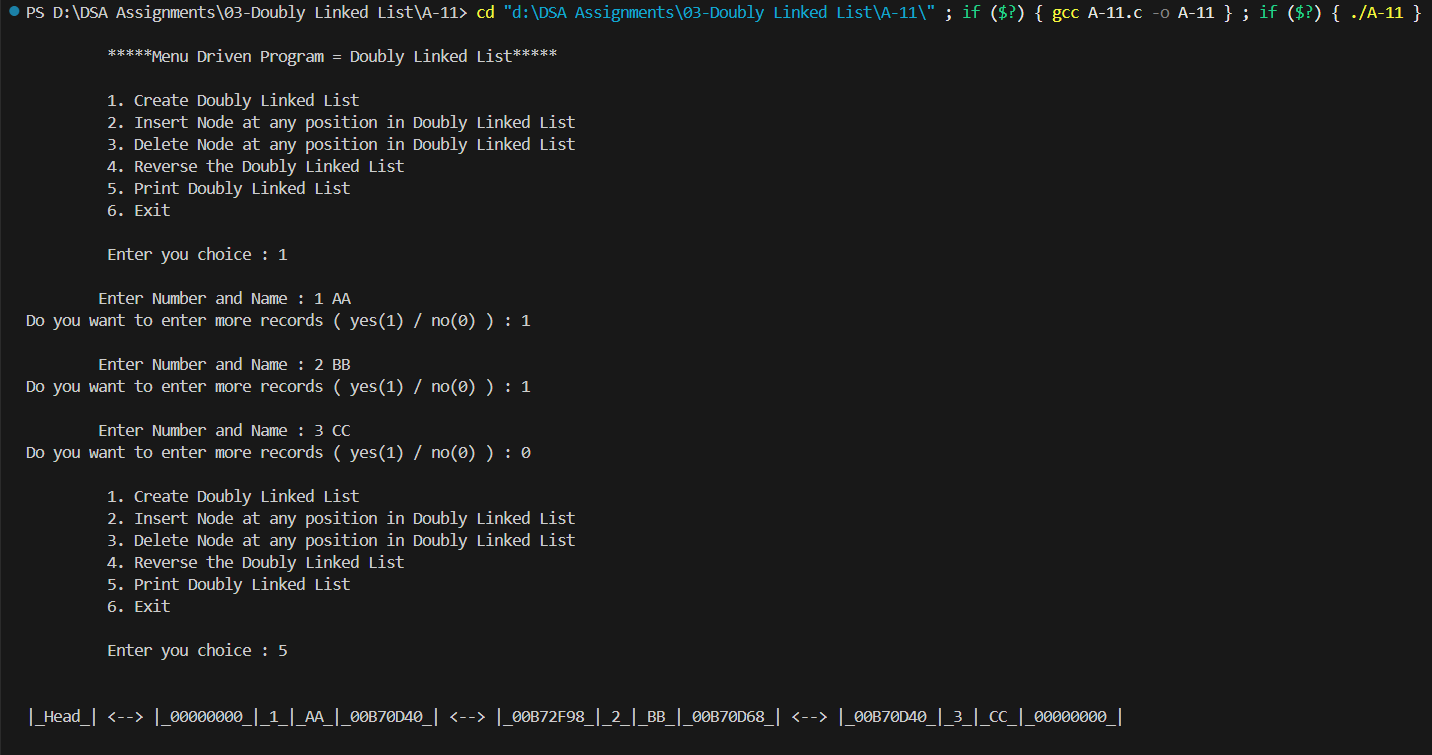 PS D:\DSA Assignments\03-Doubly Linked List\A-11> cd "d:\DSA Assignments\03-Doubly Linked List\A-11\" ; if ($?) { gcc A-11.c -o A-11 } ; if ($?) { ./A-11 }
*****Menu Driven Program = Doubly Linked List*****
1. Create Doubly Linked List
2. Insert Node at any position in Doubly Linked List
3. Delete Node at any position in Doubly Linked List
4. Reverse the Doubly Linked List
5. Print Doubly Linked List
6. Exit
Enter you choice : 1
Enter Number and Name : 1 AA
Do you want to enter more records ( yes(1) / no(0) ) : 1
Enter Number and Name : 2 BB
Do you want to enter more records ( yes(1) / no(0) ) : 1
Enter Number and Name : 3 CC
Do you want to enter more records ( yes(1) / no(0) ) : 0
1. Create Doubly Linked List
2. Insert Node at any position in Doubly Linked List
3. Delete Node at any position in Doubly Linked List
4. Reverse the Doubly Linked List
5. Print Doubly Linked List
6. Exit
Enter you choice : 5
|_Head_| <--> |_00000000_|_1_|_AA_|_00B70D40_| <--> |_00B72F98_|_2_|_BB_|_00B70D68_| <--> |_00B70D40_|_3_|_CC_|_00000000_|